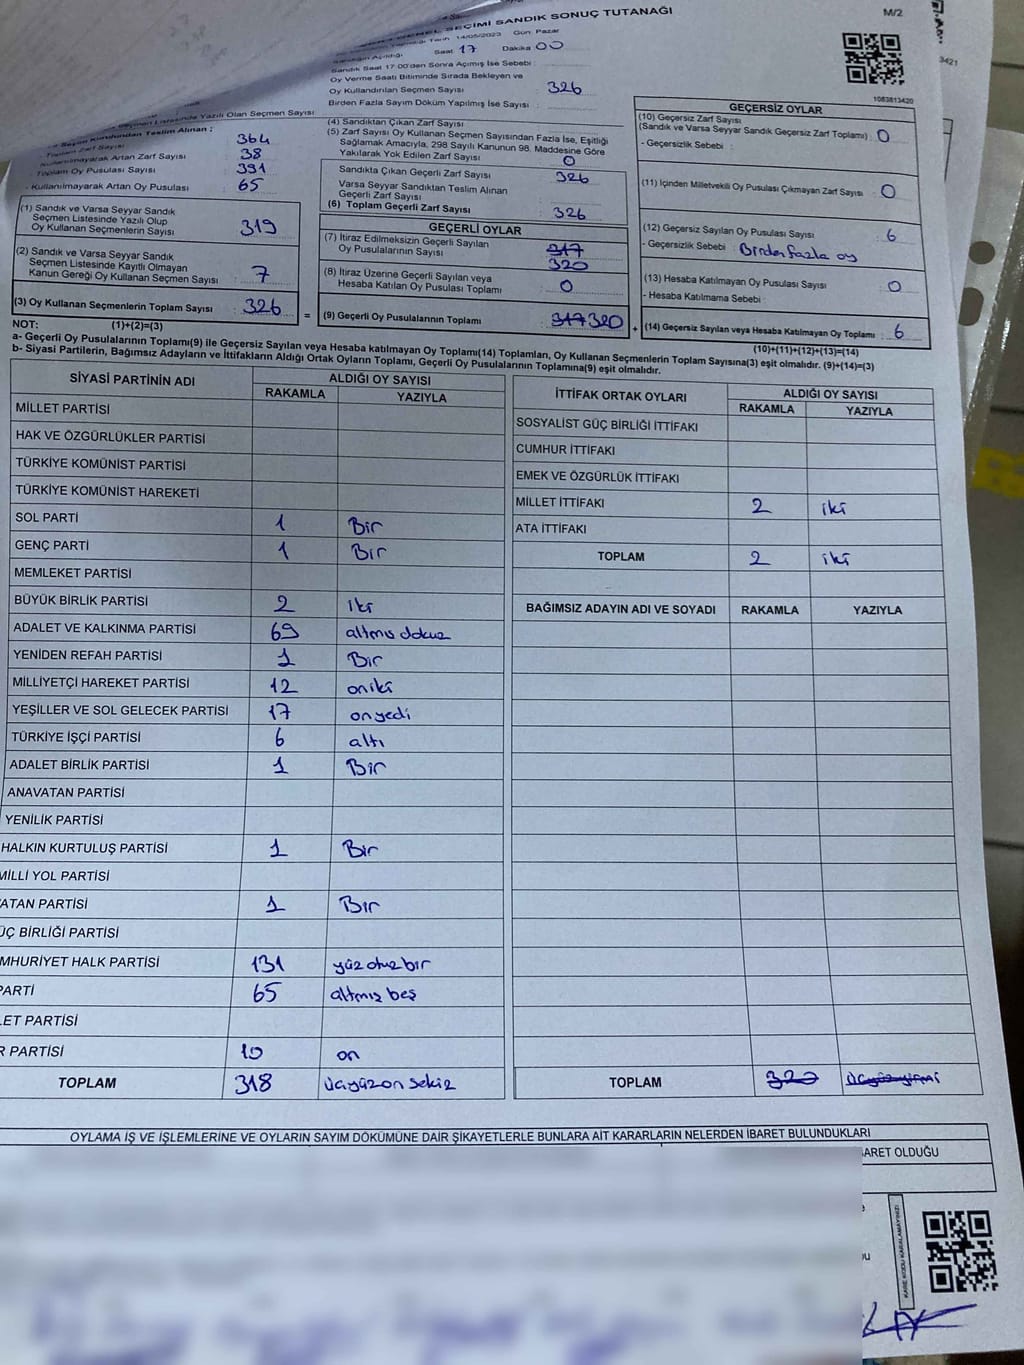 GENEL SEÇİMİ SANDIK SONUÇ TUTANAĞI
M/2
Tarih 14/05/2023 Gün: Pazar
Saat 17 Dakika 00
Sandık Saat 17:00'den Sonra Açmış İse Sebebi :
Oy Verme Saati Bitiminde Sırada Bekleyen ve
Oy Kullandırılan Seçmen Sayısı 326
Birden Fazla Sayım Döküm Yapılmış İse Sayısı :
3421
1083813420
Seçmen Listesinde Yazılı Olan Seçmen Sayısı
Seçim Kurulundan Teslim Alınan ;
Toplam Zarf Sayısı 364
Kullanılmayarak Artan Zarf Sayısı 38
Toplam Oy Pusulası Sayısı 391
- Kullanılmayarak Artan Oy Pusulası : 65
(1) Sandık ve Varsa Seyyar Sandık
Seçmen Listesinde Yazılı Olup
Oy Kullanan Seçmenlerin Sayısı 319
(2) Sandık ve Varsa Seyyar Sandık
Seçmen Listesinde Kayıtlı Olmayan
Kanun Gereği Oy Kullanan Seçmen Sayısı : 7
(3) Oy Kullanan Seçmenlerin Toplam Sayısı : 326
(4) Sandıktan Çıkan Zarf Sayısı
(5) Zarf Sayısı Oy Kullanan Seçmen Sayısından Fazla İse, Eşitliği
Sağlamak Amacıyla, 298 Sayılı Kanunun 98. Maddesine Göre
Yakılarak Yok Edilen Zarf Sayısı : 0
Sandıkta Çıkan Geçerli Zarf Sayısı : 326
Varsa Seyyar Sandıktan Teslim Alınan
Geçerli Zarf Sayısı
(6) Toplam Geçerli Zarf Sayısı : 326
GEÇERLİ OYLAR
(7) İtiraz Edilmeksizin Geçerli Sayılan
Oy Pusulalarının Sayısı : 317
320
(8) İtiraz Üzerine Geçerli Sayılan veya
Hesaba Katılan Oy Pusulası Toplamı : 0
= (9) Geçerli Oy Pusulalarının Toplamı : 317 320 +
GEÇERSİZ OYLAR
(10) Geçersiz Zarf Sayısı
(Sandık ve Varsa Seyyar Sandık Geçersiz Zarf Toplamı) : 0
- Geçersizlik Sebebi :
(11) İçinden Milletvekili Oy Pusulası Çıkmayan Zarf Sayısı : 0
(12) Geçersiz Sayılan Oy Pusulası Sayısı : 6
- Geçersizlik Sebebi : Birden fazla oy
(13) Hesaba Katılmayan Oy Pusulası Sayısı : 0
- Hesaba Katılmama Sebebi :
(14) Geçersiz Sayılan veya Hesaba Katılmayan Oy Toplamı : 6
NOT: (1)+(2)=(3)
(10)+(11)+(12)+(13)=(14)
a- Geçerli Oy Pusulalarının Toplamı(9) ile Geçersiz Sayılan veya Hesaba Katılmayan Oy Toplamı(14) Toplamları, Oy Kullanan Seçmenlerin Toplam Sayısına(3) eşit olmalıdır. (9)+(14)=(3)
b- Siyasi Partilerin, Bağımsız Adayların ve İttifakların Aldığı Ortak Oyların Toplamı, Geçerli Oy Pusulalarının Toplamına(9) eşit olmalıdır.
SİYASİ PARTİNİN ADI ALDIĞI OY SAYISI
RAKAMLA YAZIYLA
MİLLET PARTİSİ
HAK VE ÖZGÜRLÜKLER PARTİSİ
TÜRKİYE KOMÜNİST PARTİSİ
TÜRKİYE KOMÜNİST HAREKETİ
SOL PARTİ 1 Bir
GENÇ PARTİ 1 Bir
MEMLEKET PARTİSİ
BÜYÜK BİRLİK PARTİSİ 2 iki
ADALET VE KALKINMA PARTİSİ 69 altmış dokuz
YENİDEN REFAH PARTİSİ 1 Bir
MİLLİYETÇİ HAREKET PARTİSİ 12 oniki
YEŞİLLER VE SOL GELECEK PARTİSİ 17 onyedi
TÜRKİYE İŞÇİ PARTİSİ 6 altı
ADALET BİRLİK PARTİSİ 1 Bir
ANAVATAN PARTİSİ
YENİLİK PARTİSİ
HALKIN KURTULUŞ PARTİSİ 1 Bir
MİLLİ YOL PARTİSİ
ATAN PARTİSİ 1 Bir
ÜÇ BİRLİĞİ PARTİSİ
MHURİYET HALK PARTİSİ 131 yüz otuz bir
PARTİ 65 altmış beş
LET PARTİSİ
R PARTİSİ 10 on
TOPLAM 318 üçyüz on sekiz
İTTİFAK ORTAK OYLARI ALDIĞI OY SAYISI
RAKAMLA YAZIYLA
SOSYALİST GÜÇ BİRLİĞİ İTTİFAKI
CUMHUR İTTİFAKI
EMEK VE ÖZGÜRLÜK İTTİFAKI
MİLLET İTTİFAKI 2 iki
ATA İTTİFAKI
TOPLAM 2 iki
BAĞIMSIZ ADAYIN ADI VE SOYADI RAKAMLA YAZIYLA
TOPLAM 320 üçyüz yirmi
OYLAMA İŞ VE İŞLEMLERİNE VE OYLARIN SAYIM DÖKÜMÜNE DAİR ŞİKAYETLERLE BUNLARA AİT KARARLARIN NELERDEN İBARET BULUNDUKLARI
ARET OLDUĞU
KARE KODU KARALAMAYINIZ!